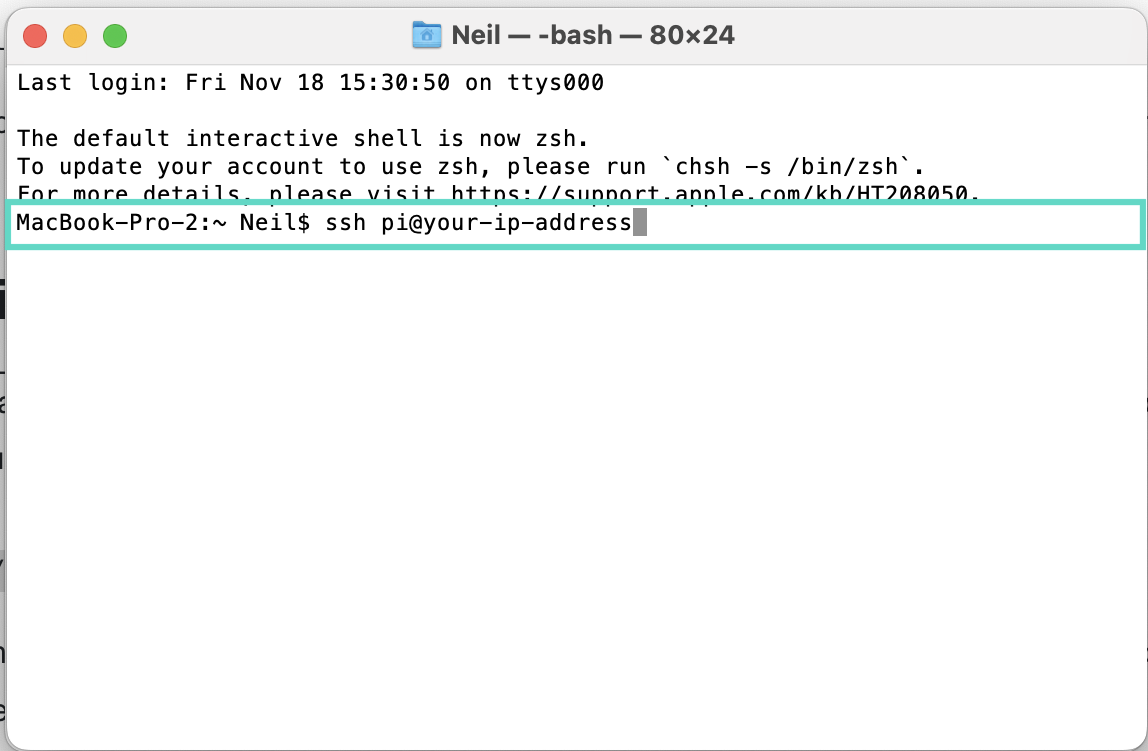 Neil — -bash — 80×24
Last login: Fri Nov 18 15:30:50 on ttys000
The default interactive shell is now zsh.
To update your account to use zsh, please run `chsh -s /bin/zsh`.
For more details, please visit https://support.apple.com/kb/HT208050.
MacBook-Pro-2:~ Neil$ ssh pi@your-ip-address